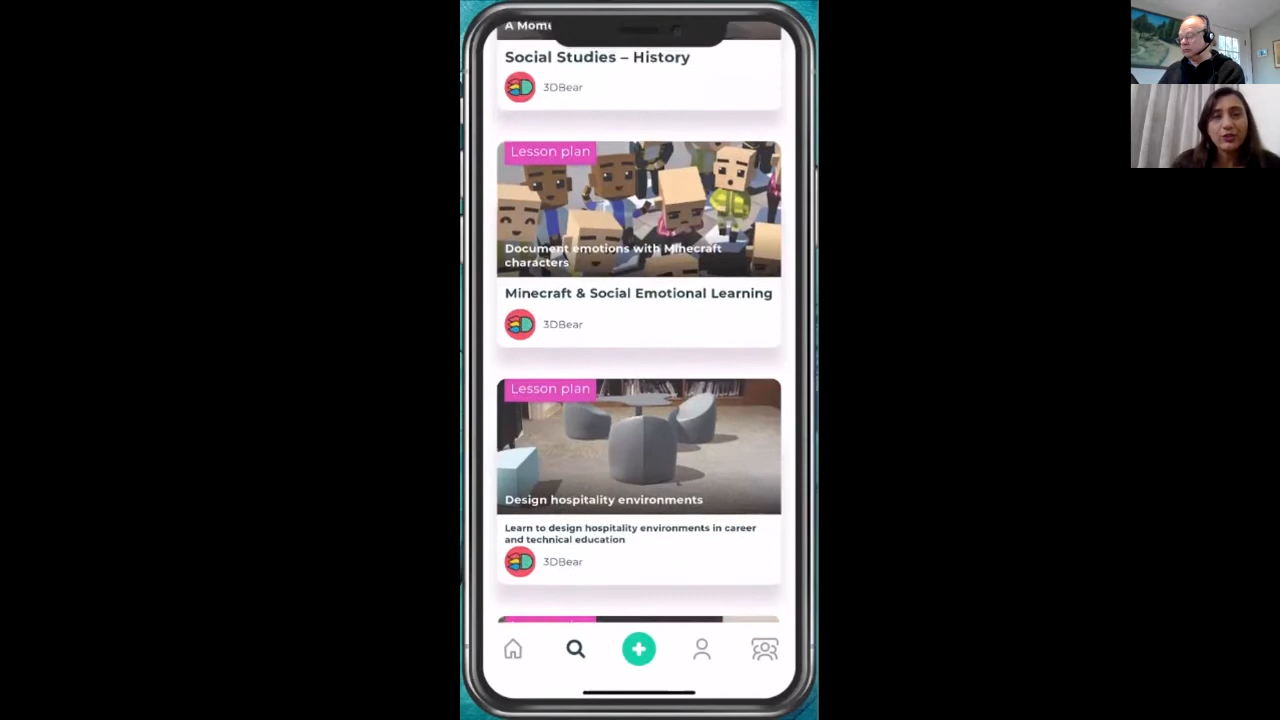 A Mome
Social Studies – History
3DBear
Lesson plan
Document emotions with Minecraft
characters
Minecraft & Social Emotional Learning
3DBear
Lesson plan
Design hospitality environments
Learn to design hospitality environments in career
and technical education
3DBear